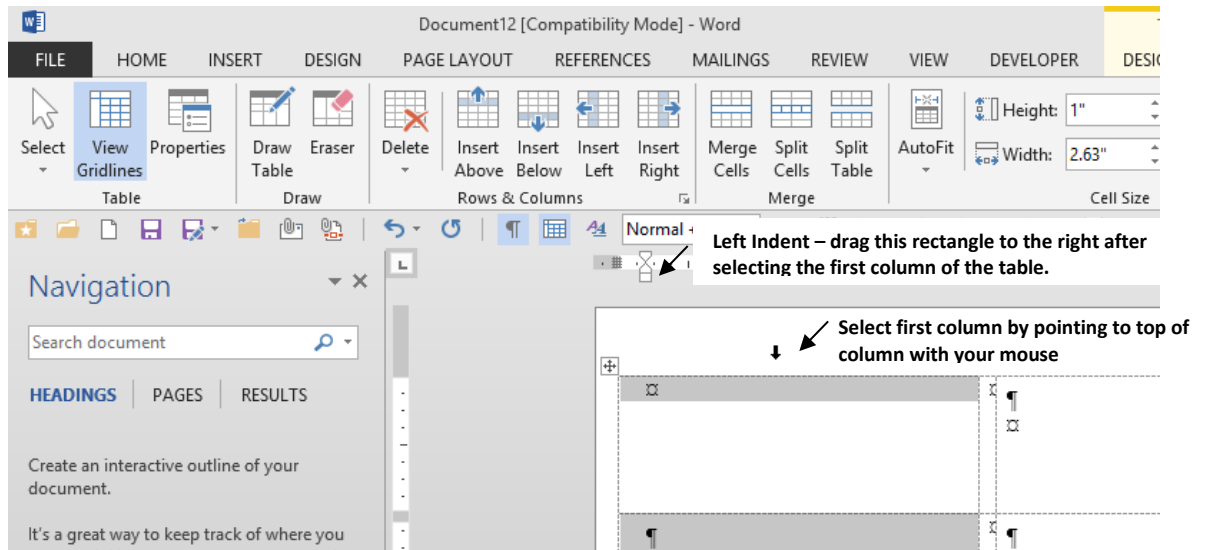 Document12 [Compatibility Mode] - Word
FILE HOME INSERT DESIGN PAGE LAYOUT REFERENCES MAILINGS REVIEW VIEW DEVELOPER
Height: 1"
Width: 2.63"
Select View Gridlines Properties Draw Table Eraser Delete Insert Above Insert Below Insert Left Insert Right Merge Cells Split Cells Split Table AutoFit
Table Draw Rows & Columns Merge Cell Size
Normal +
Left Indent – drag this rectangle to the right after
selecting the first column of the table.
Navigation
Search document
HEADINGS PAGES RESULTS
Create an interactive outline of your
document.
It's a great way to keep track of where you
Select first column by pointing to top of
column with your mouse